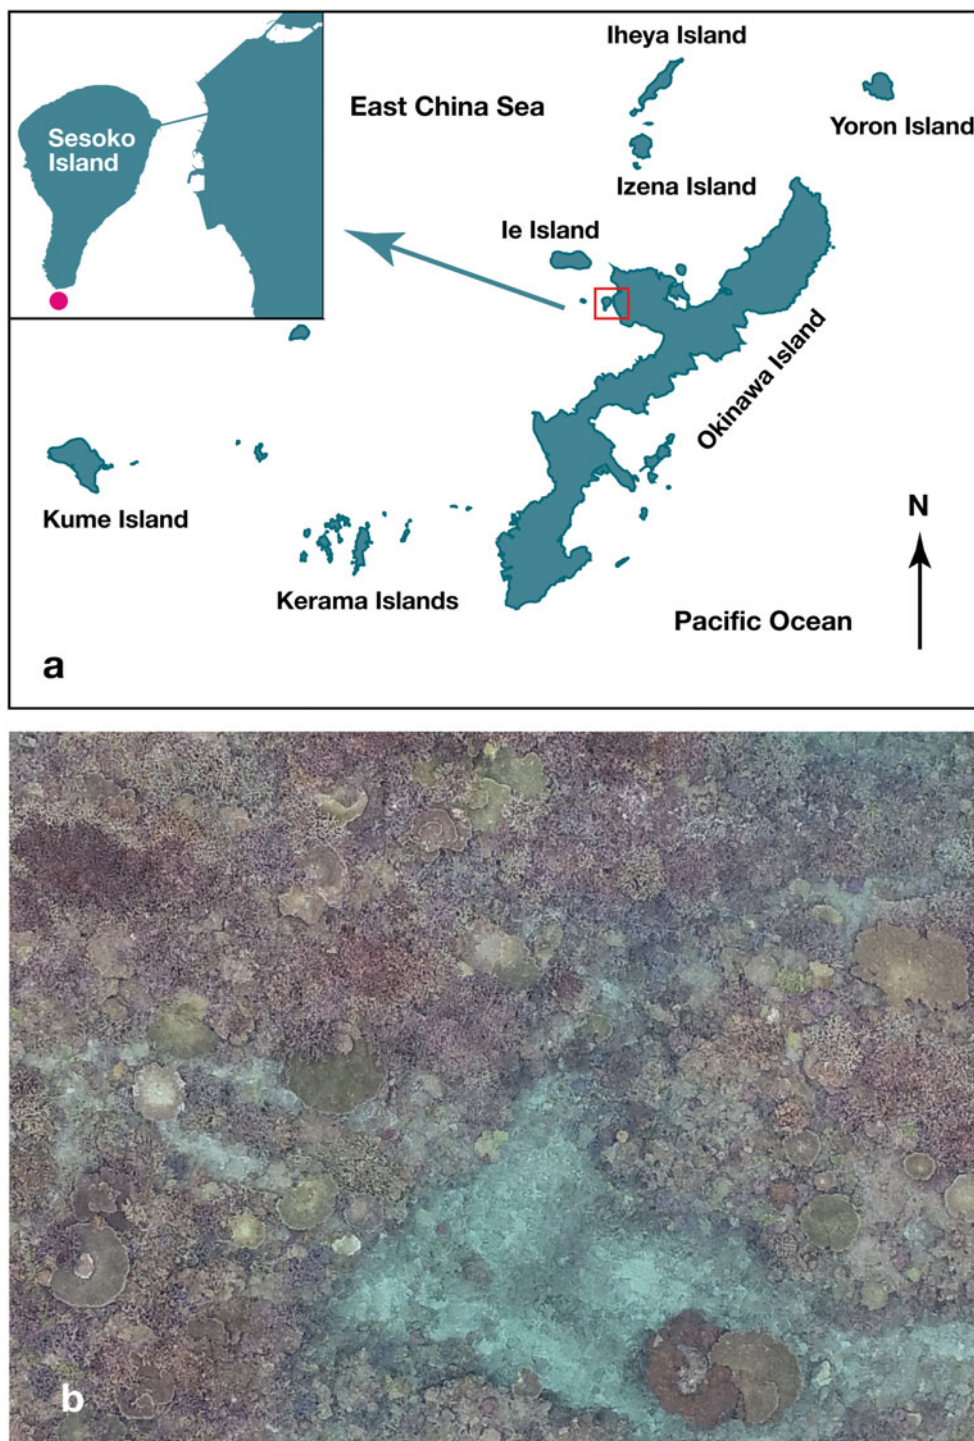 Iheya Island
East China Sea
Yoron Island
Sesoko
Island
Izena Island
Ie Island
Okinawa Island
Kume Island
N
Kerama Islands
Pacific Ocean
a
b